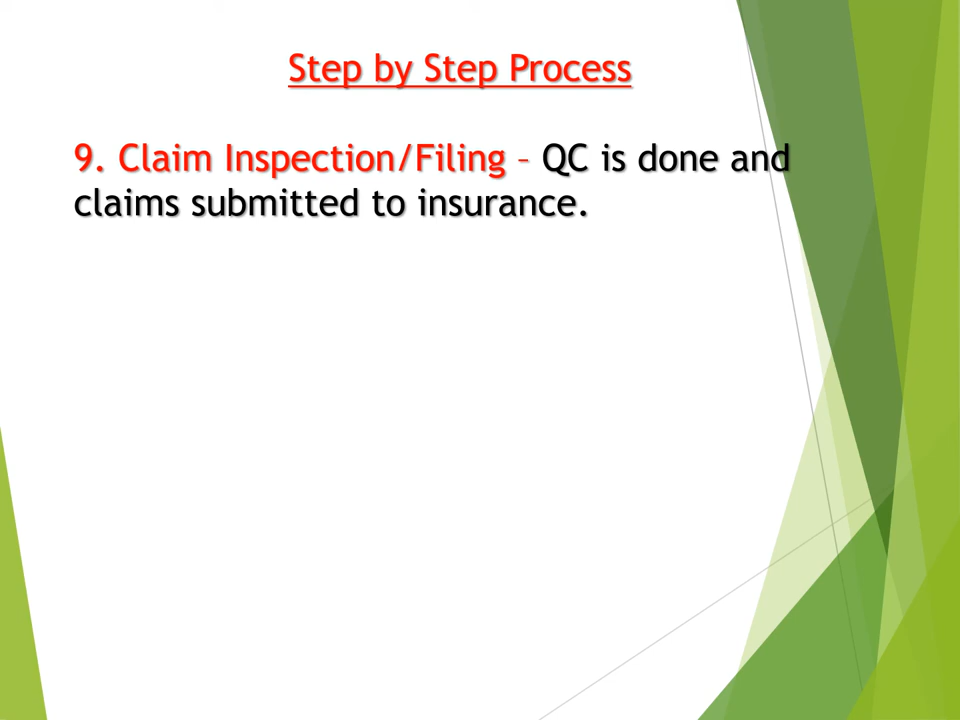 Step by Step Process
9. Claim Inspection/Filing – QC is done and
claims submitted to insurance.